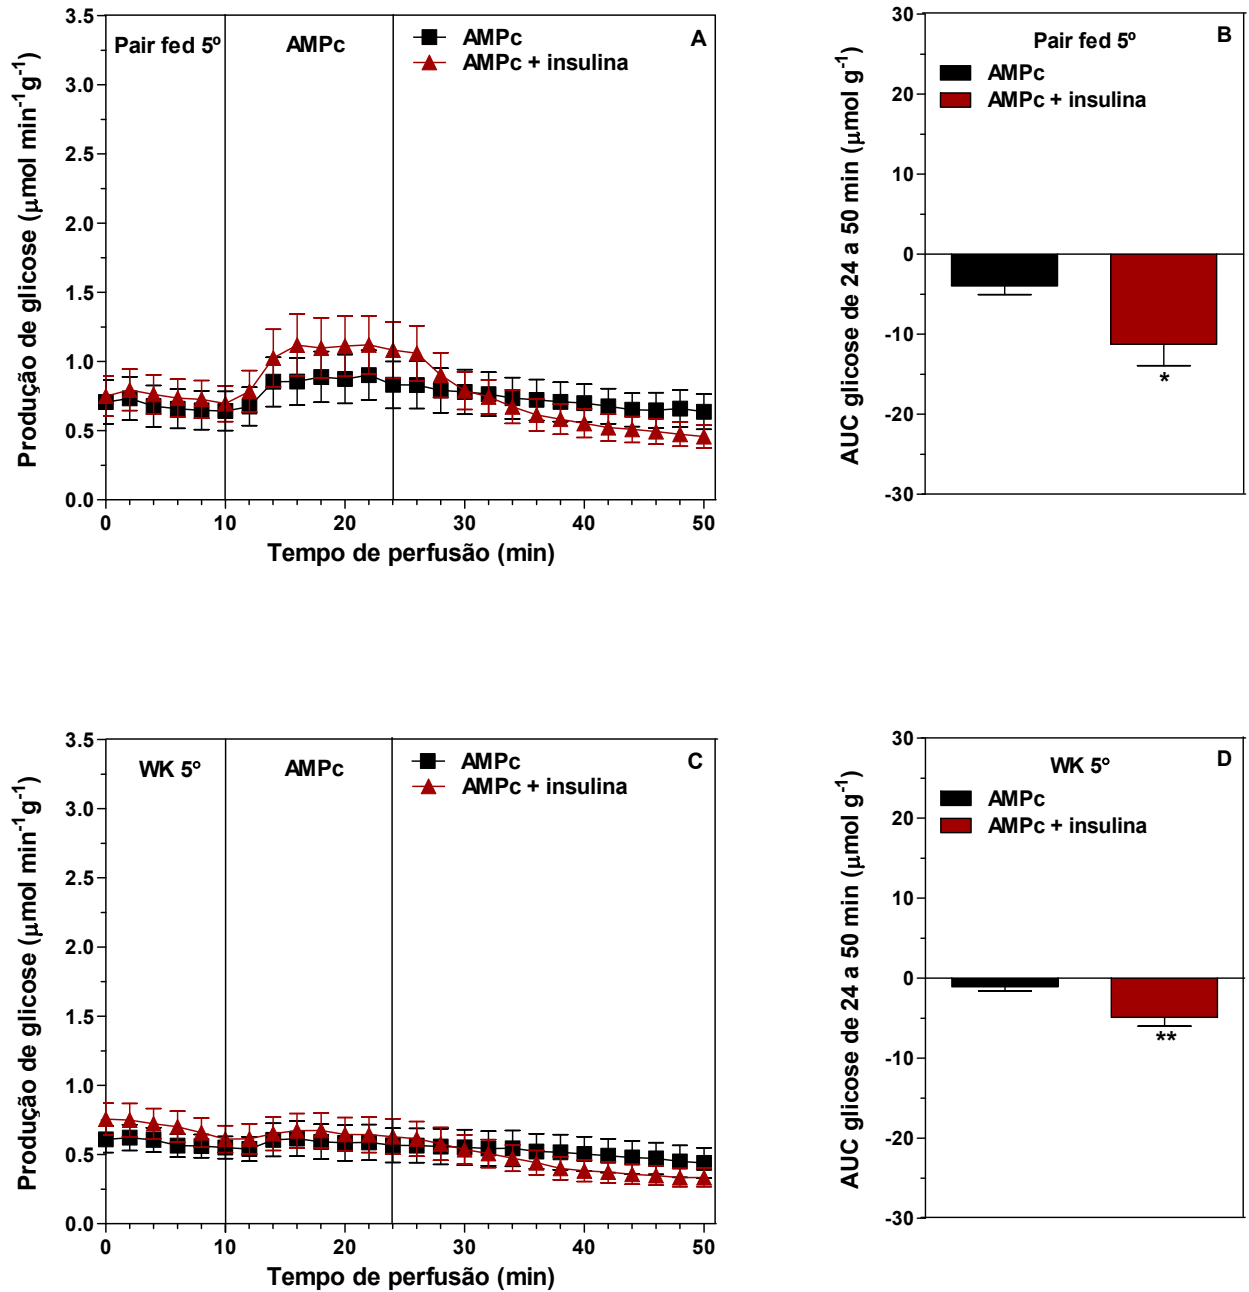 Pair fed 5º
AMPc
AMPc
AMPc + insulina
A
3.5
3.0
2.5
2.0
1.5
1.0
0.5
0.0
0
10
20
30
40
50
Produção de glicose (μmol min⁻¹g⁻¹)
Tempo de perfusão (min)
Pair fed 5º
B
AMPc
AMPc + insulina
30
20
10
0
-10
-20
-30
*
AUC glicose de 24 a 50 min (μmol g⁻¹)
WK 5º
AMPc
AMPc
AMPc + insulina
C
3.5
3.0
2.5
2.0
1.5
1.0
0.5
0.0
0
10
20
30
40
50
Produção de glicose (μmol min⁻¹g⁻¹)
Tempo de perfusão (min)
WK 5º
D
AMPc
AMPc + insulina
30
20
10
0
-10
-20
-30
**
AUC glicose de 24 a 50 min (μmol g⁻¹)